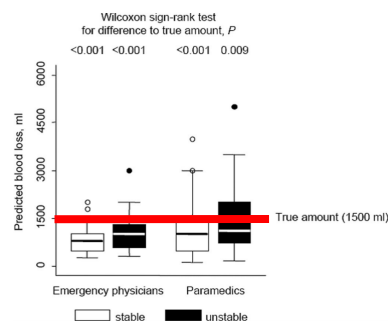 Wilcoxon sign-rank test
for difference to true amount, P
<0.001 <0.001 <0.001 0.009
Predicted blood loss, ml
6000
4500
3000
1500
0
True amount (1500 ml)
Emergency physicians Paramedics
stable unstable